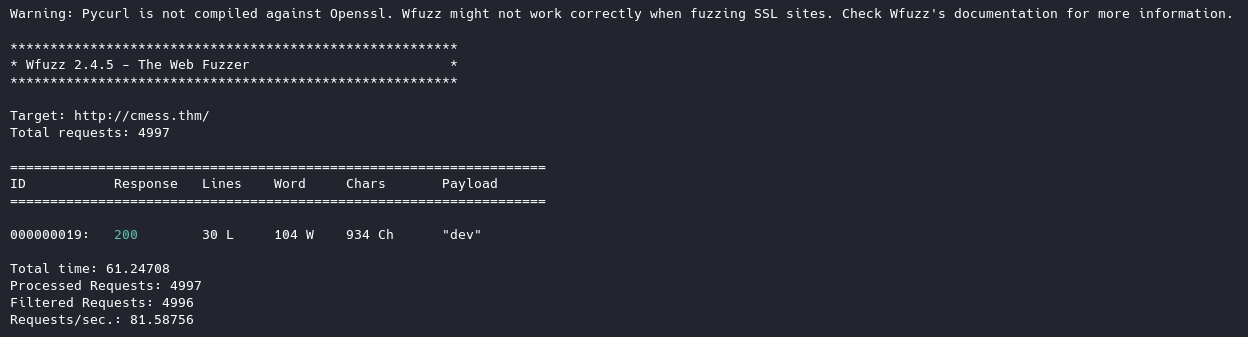 Warning: Pycurl is not compiled against Openssl. Wfuzz might not work correctly when fuzzing SSL sites. Check Wfuzz's documentation for more information.
********************************************************
* Wfuzz 2.4.5 - The Web Fuzzer                         *
********************************************************
Target: http://cmess.thm/
Total requests: 4997
===================================================================
ID           Response   Lines    Word     Chars       Payload
===================================================================
000000019:   200        30 L     104 W    934 Ch      "dev"
Total time: 61.24708
Processed Requests: 4997
Filtered Requests: 4996
Requests/sec.: 81.58756